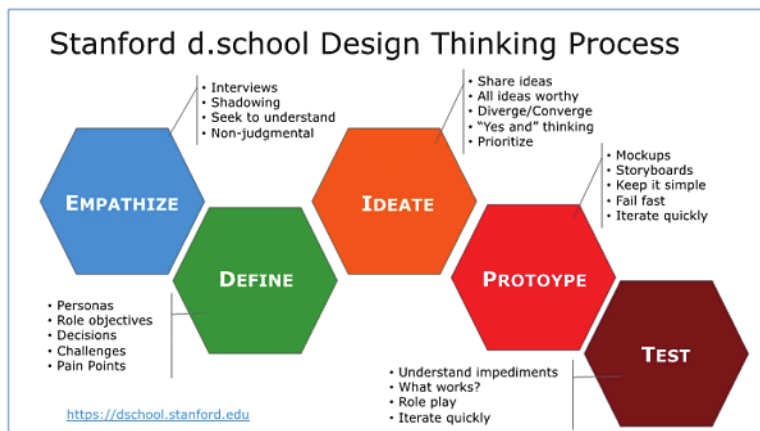 Stanford d.school Design Thinking Process
• Interviews
• Shadowing
• Seek to understand
• Non-judgmental
EMPATHIZE
• Personas
• Role objectives
• Decisions
• Challenges
• Pain Points
DEFINE
• Share ideas
• All ideas worthy
• Diverge/Converge
• “Yes and” thinking
• Prioritize
IDEATE
• Mockups
• Storyboards
• Keep it simple
• Fail fast
• Iterate quickly
PROTOYPE
• Understand impediments
• What works?
• Role play
• Iterate quickly
TEST
https://dschool.stanford.edu